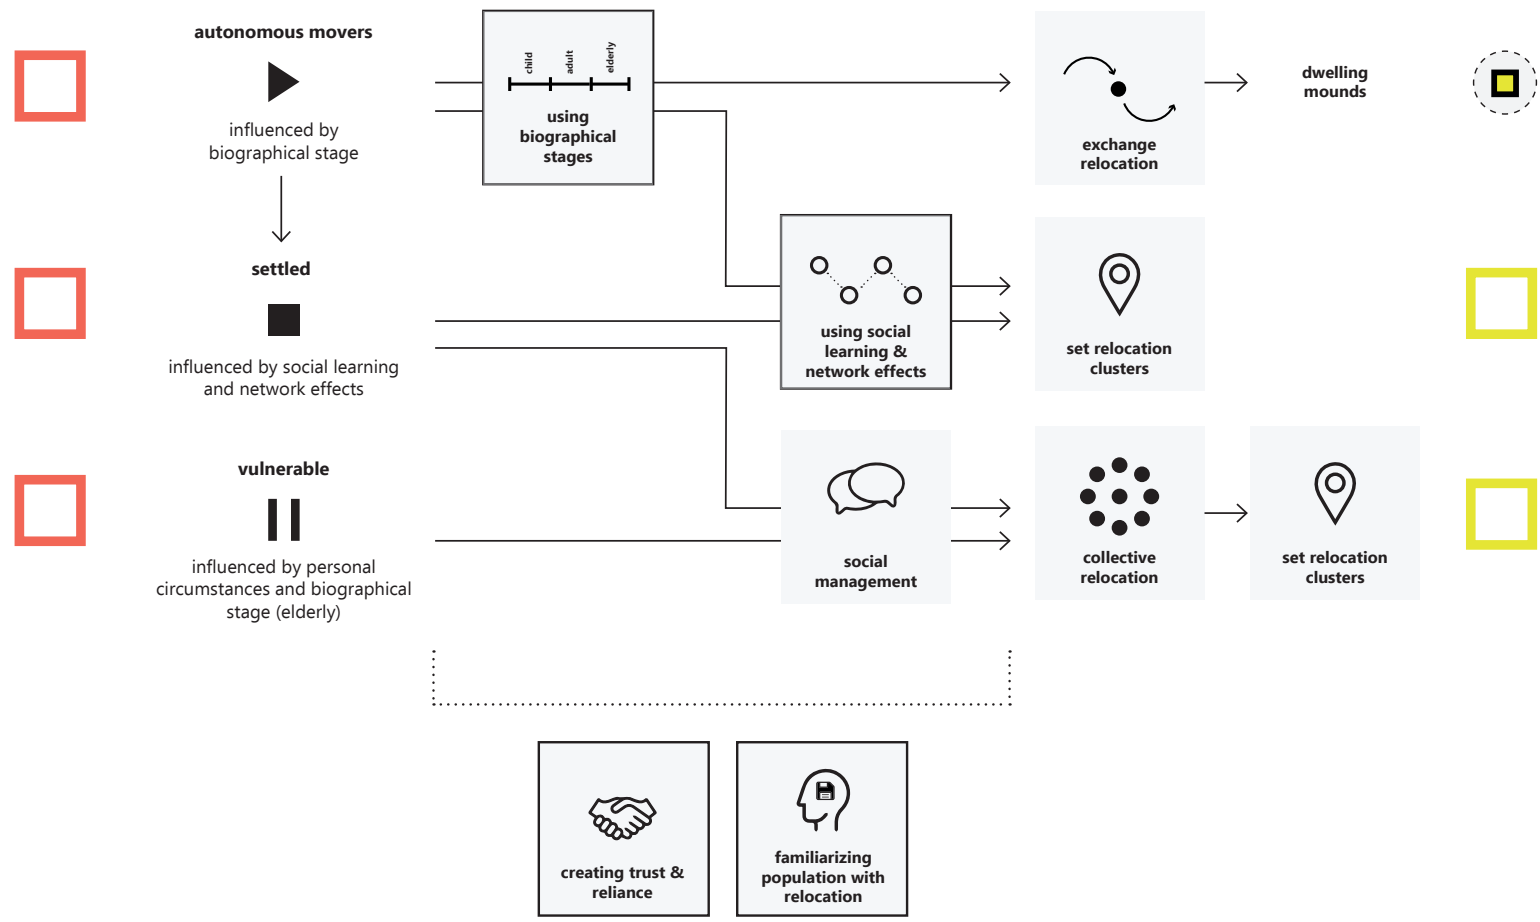 autonomous movers
influenced by
biographical stage
child
adult
elderly
using
biographical
stages
exchange
relocation
dwelling
mounds
settled
influenced by social learning
and network effects
using social
learning &
network effects
set relocation
clusters
vulnerable
influenced by personal
circumstances and biographical
stage (elderly)
social
management
collective
relocation
set relocation
clusters
creating trust &
reliance
familiarizing
population with
relocation